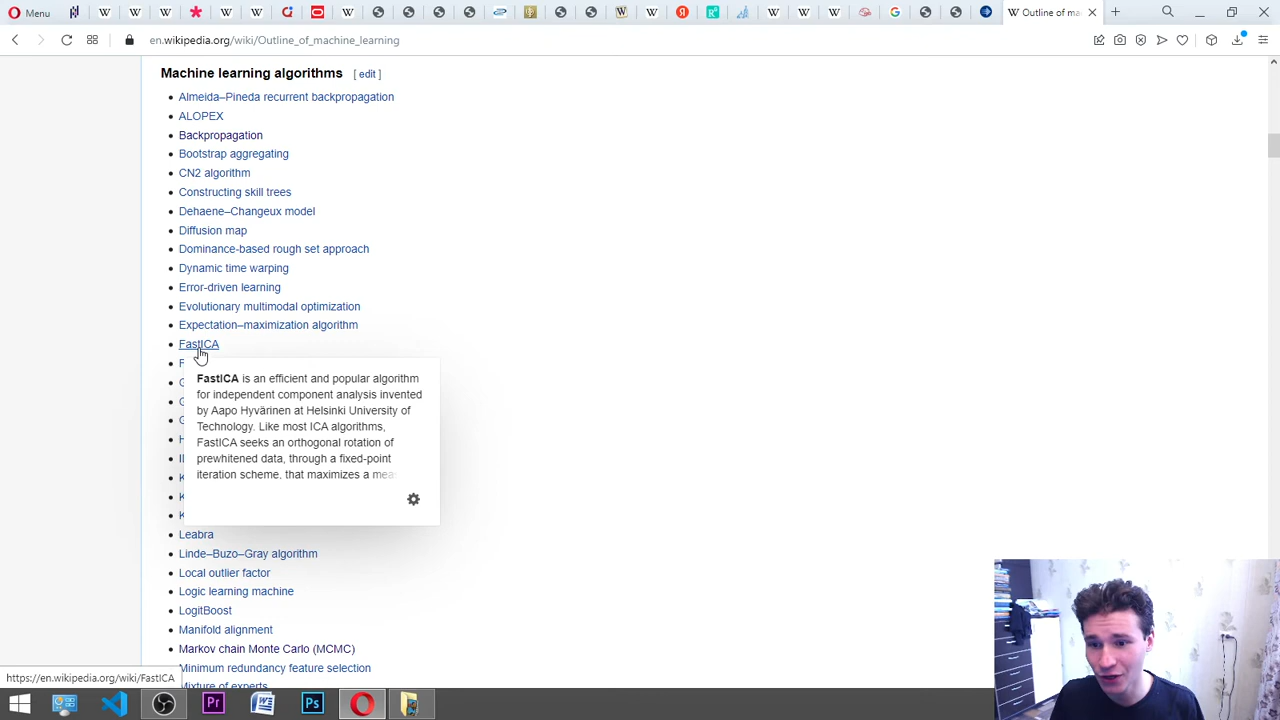 Menu
Outline of ma
en.wikipedia.org/wiki/Outline_of_machine_learning
Machine learning algorithms [ edit ]
Almeida–Pineda recurrent backpropagation
ALOPEX
Backpropagation
Bootstrap aggregating
CN2 algorithm
Constructing skill trees
Dehaene–Changeux model
Diffusion map
Dominance-based rough set approach
Dynamic time warping
Error-driven learning
Evolutionary multimodal optimization
Expectation–maximization algorithm
FastICA
FastICA is an efficient and popular algorithm
for independent component analysis invented
by Aapo Hyvärinen at Helsinki University of
Technology. Like most ICA algorithms,
FastICA seeks an orthogonal rotation of
prewhitened data, through a fixed-point
iteration scheme, that maximizes a mea
Leabra
Linde–Buzo–Gray algorithm
Local outlier factor
Logic learning machine
LogitBoost
Manifold alignment
Markov chain Monte Carlo (MCMC)
Minimum redundancy feature selection
Mixture of experts
https://en.wikipedia.org/wiki/FastICA
Pr
Ps